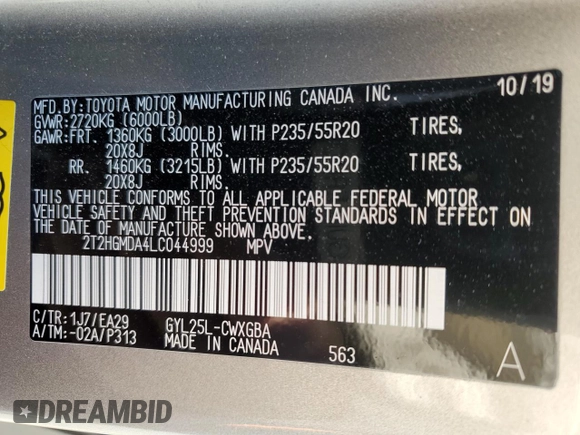 MFD.BY:TOYOTA MOTOR MANUFACTURING CANADA INC. 10/19
GVWR:2720KG (6000LB)
GAWR:FRT. 1360KG (3000LB) WITH P235/55R20 TIRES,
20X8J RIMS.
RR. 1460KG (3215LB) WITH P235/55R20 TIRES,
20X8J RIMS.
THIS VEHICLE CONFORMS TO ALL APPLICABLE FEDERAL MOTOR
VEHICLE SAFETY AND THEFT PREVENTION STANDARDS IN EFFECT ON
THE DATE OF MANUFACTURE SHOWN ABOVE.
2T2HGMDA4LC044999 MPV
C/TR:1J7/EA29 GYL25L-CWXGBA
A/TM:-02A/P313 MADE IN CANADA 563 A
DREAMBID